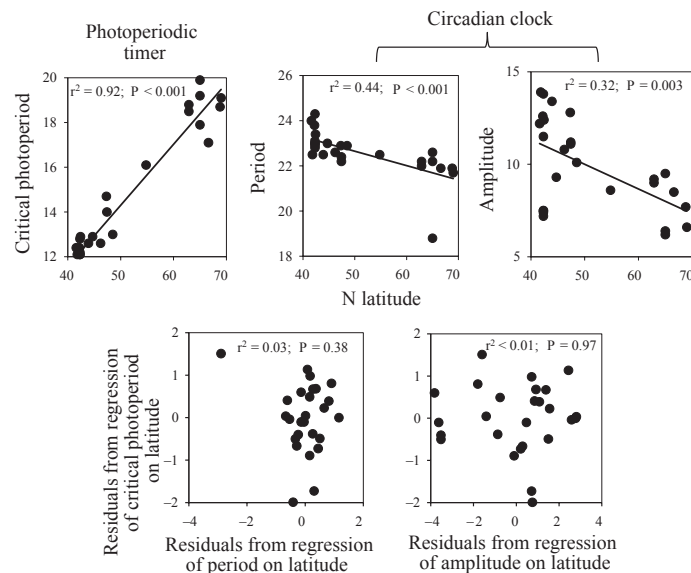 Photoperiodic
timer
Circadian clock
r² = 0.92; P < 0.001
r² = 0.44; P < 0.001
r² = 0.32; P = 0.003
Critical photoperiod
20
18
16
14
12
40 50 60 70
Period
26
24
22
20
18
40 50 60 70
Amplitude
15
10
5
40 50 60 70
N latitude
r² = 0.03; P = 0.38
r² < 0.01; P = 0.97
Residuals from regression
of critical photoperiod
on latitude
2
1
0
−1
−2
−4 −2 0 2
Residuals from regression
of period on latitude
2
1
0
−1
−2
−4 −2 0 2 4
Residuals from regression
of amplitude on latitude